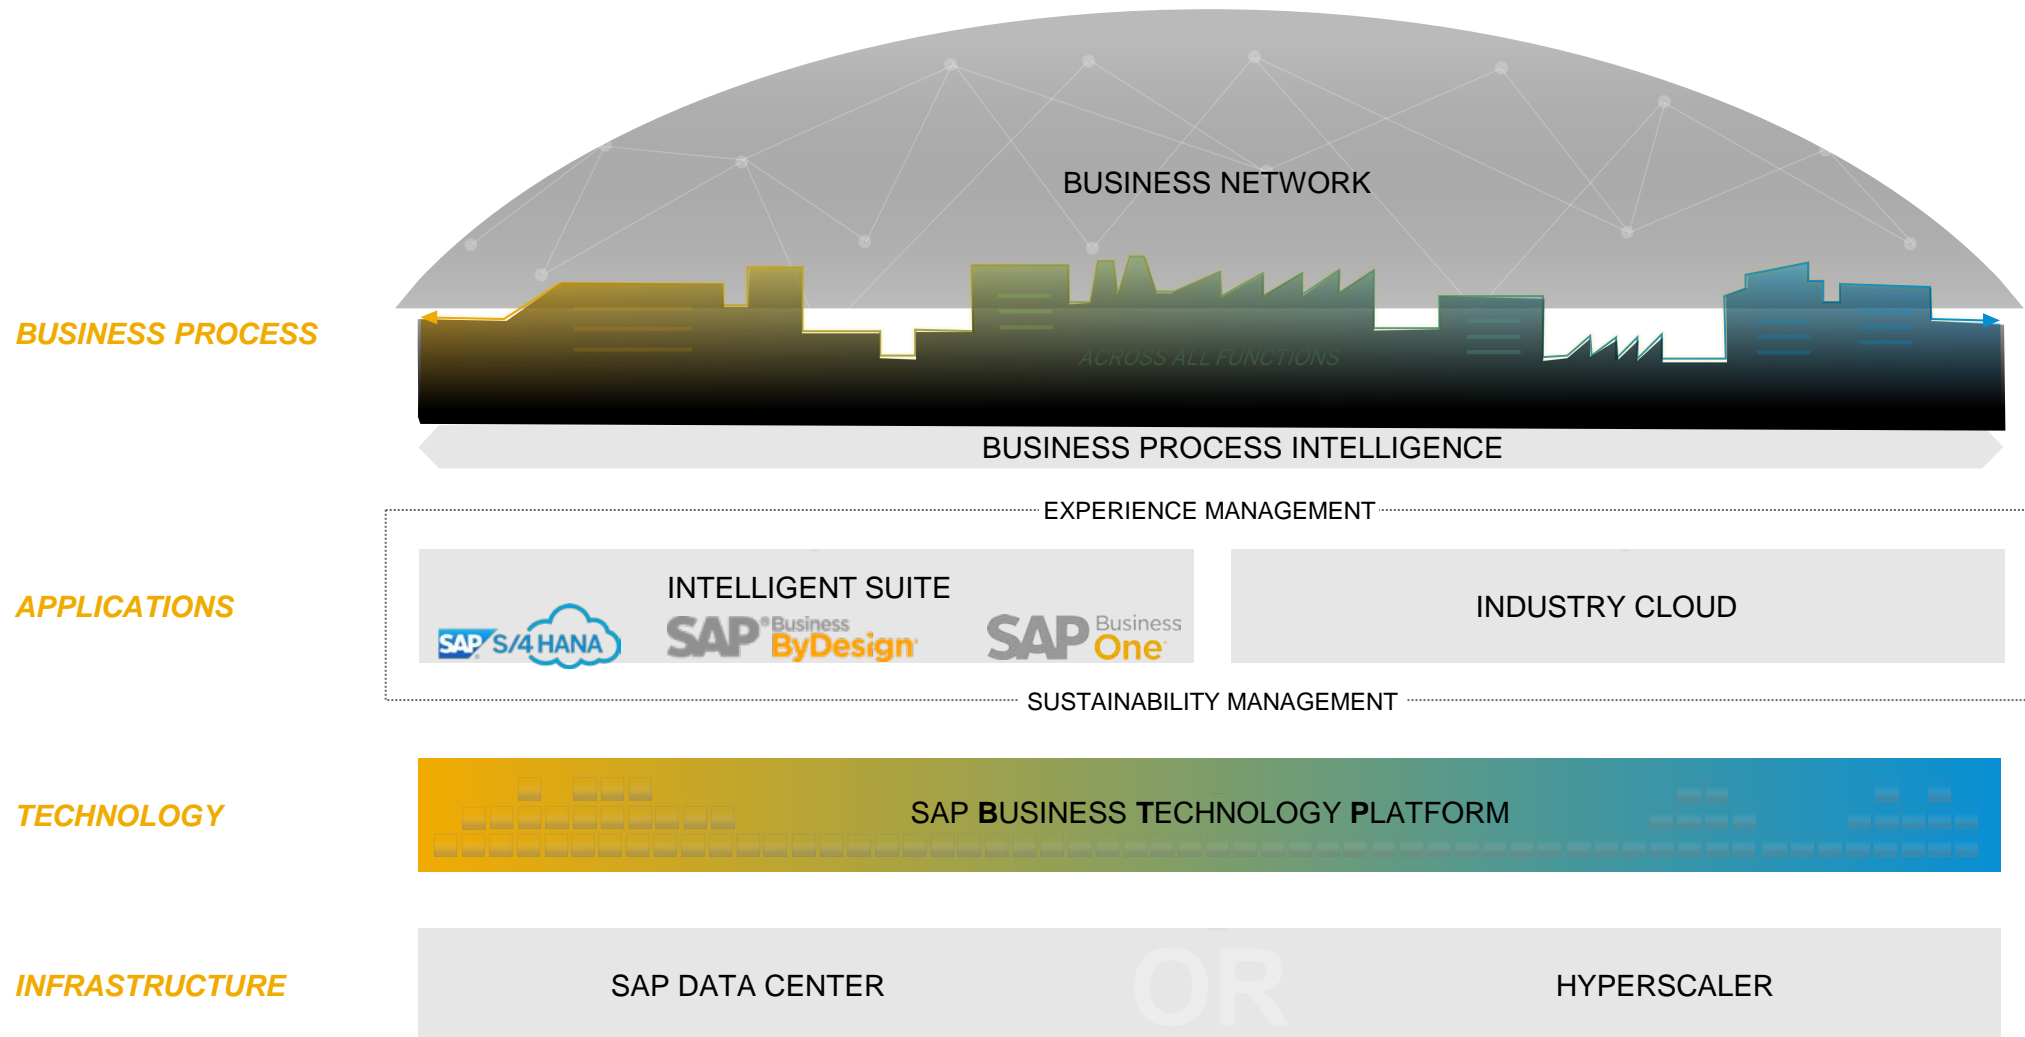 BUSINESS NETWORK
BUSINESS PROCESS
ACROSS ALL FUNCTIONS
BUSINESS PROCESS INTELLIGENCE
EXPERIENCE MANAGEMENT
APPLICATIONS
INTELLIGENT SUITE
SAP S/4HANA
SAP® Business ByDesign
SAP Business One
INDUSTRY CLOUD
SUSTAINABILITY MANAGEMENT
TECHNOLOGY
SAP BUSINESS TECHNOLOGY PLATFORM
INFRASTRUCTURE
SAP DATA CENTER
OR
HYPERSCALER